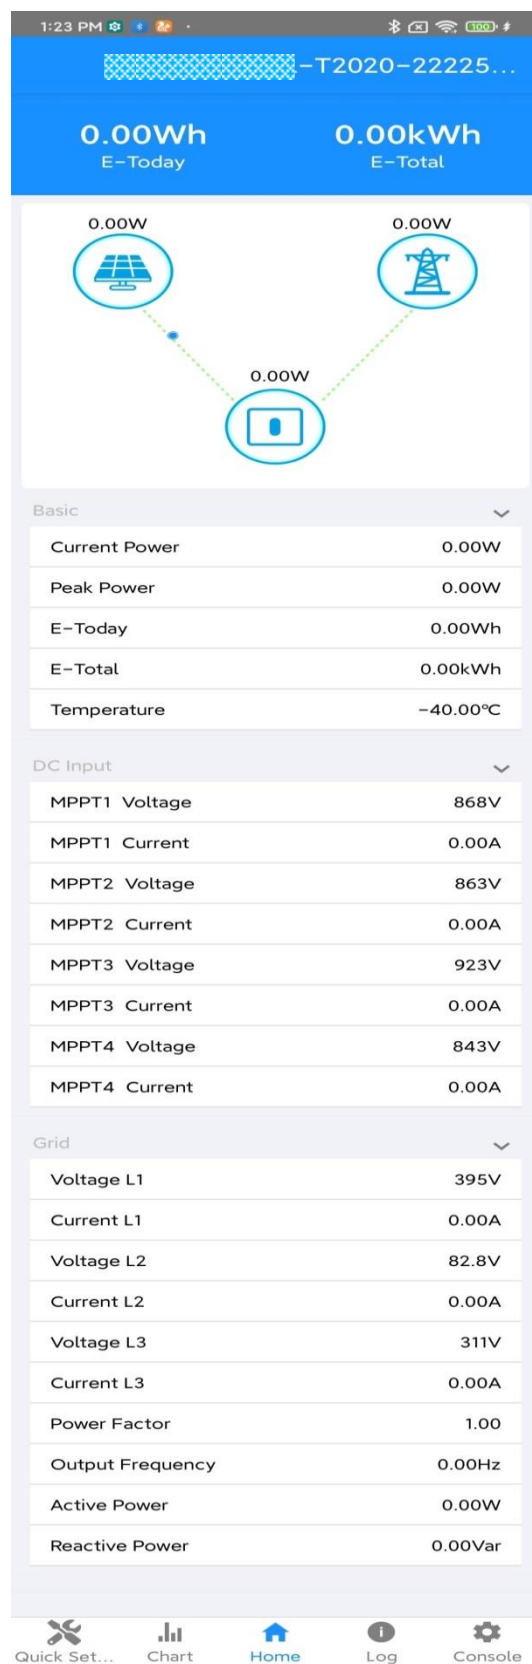 1:23 PM
100
-T2020-22225...
0.00Wh 0.00kWh
E-Today E-Total
0.00W 0.00W
0.00W
Basic
Current Power 0.00W
Peak Power 0.00W
E-Today 0.00Wh
E-Total 0.00kWh
Temperature -40.00℃
DC Input
MPPT1 Voltage 868V
MPPT1 Current 0.00A
MPPT2 Voltage 863V
MPPT2 Current 0.00A
MPPT3 Voltage 923V
MPPT3 Current 0.00A
MPPT4 Voltage 843V
MPPT4 Current 0.00A
Grid
Voltage L1 395V
Current L1 0.00A
Voltage L2 82.8V
Current L2 0.00A
Voltage L3 311V
Current L3 0.00A
Power Factor 1.00
Output Frequency 0.00Hz
Active Power 0.00W
Reactive Power 0.00Var
Quick Set... Chart Home Log Console